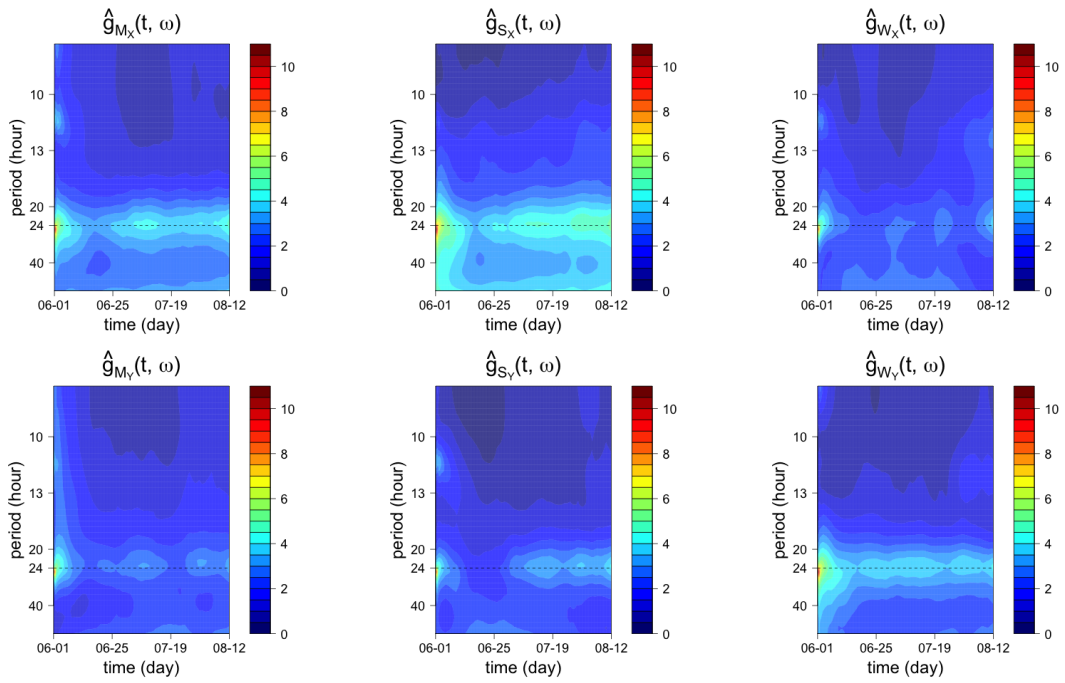 ĝ_{M_X}(t, ω) ĝ_{S_X}(t, ω) ĝ_{W_X}(t, ω)
period (hour) 10 13 20 24 40
06-01 06-25 07-19 08-12
time (day)
10 8 6 4 2 0
period (hour) 10 13 20 24 40
06-01 06-25 07-19 08-12
time (day)
10 8 6 4 2 0
period (hour) 10 13 20 24 40
06-01 06-25 07-19 08-12
time (day)
10 8 6 4 2 0
ĝ_{M_Y}(t, ω) ĝ_{S_Y}(t, ω) ĝ_{W_Y}(t, ω)
period (hour) 10 13 20 24 40
06-01 06-25 07-19 08-12
time (day)
10 8 6 4 2 0
period (hour) 10 13 20 24 40
06-01 06-25 07-19 08-12
time (day)
10 8 6 4 2 0
period (hour) 10 13 20 24 40
06-01 06-25 07-19 08-12
time (day)
10 8 6 4 2 0